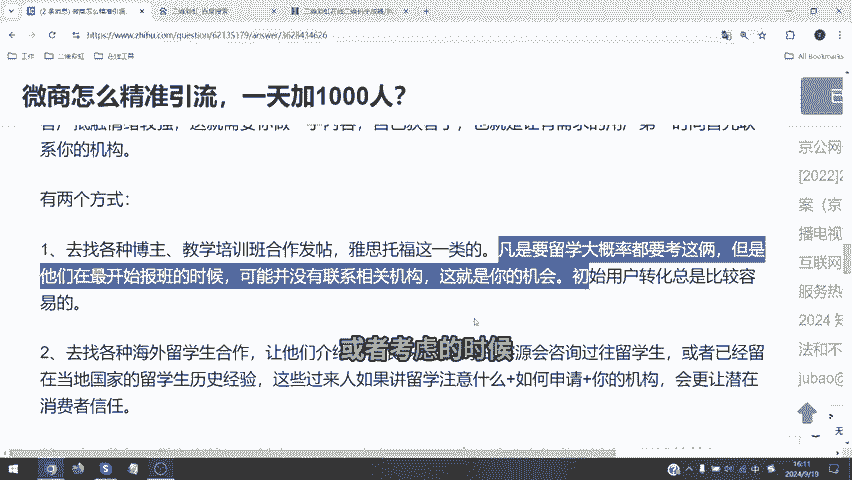 (2 条消息) 微商怎么精准引流
https://www.zhihu.com/question/62135179/answer/3628434626
工作
在线工具
All Bookmarks
微商怎么精准引流，一天加1000人？
系你的机构。
有两个方式：
1、去找各种博主、教学培训班合作发帖，雅思托福这一类的。凡是要留学大概率都要考这俩，但是
他们在最开始报班的时候，可能并没有联系相关机构，这就是你的机会。初始用户转化总是比较容
易的。
2、去找各种海外留学生合作，让他们介绍
源会咨询过往留学生，或者已经留
或者考虑的时候
在当地国家的留学生历史经验，这些过来人如果讲留学注意什么+如何申请+你的机构，会更让潜在
消费者信任。
京公网
[2022]2
案（京
播电视
互联网
服务热
2024 知
法和不
jubao@
无
中
16:11
2024/9/19